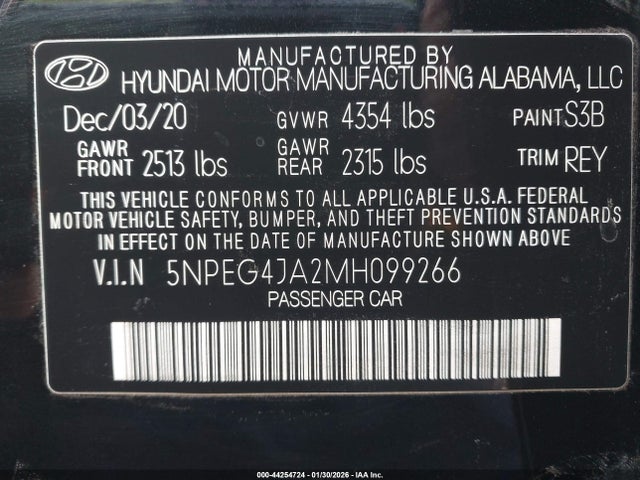 MANUFACTURED BY
HYUNDAI MOTOR MANUFACTURING ALABAMA, LLC
Dec/03/20 GVWR 4354 lbs PAINT S3B
GAWR FRONT 2513 lbs GAWR REAR 2315 lbs TRIM REY
THIS VEHICLE CONFORMS TO ALL APPLICABLE U.S.A. FEDERAL
MOTOR VEHICLE SAFETY, BUMPER, AND THEFT PREVENTION STANDARDS
IN EFFECT ON THE DATE OF MANUFACTURE SHOWN ABOVE
V.I.N 5NPEG4JA2MH099266
PASSENGER CAR
000-44254724 - 01/30/2026 - IAA Inc.